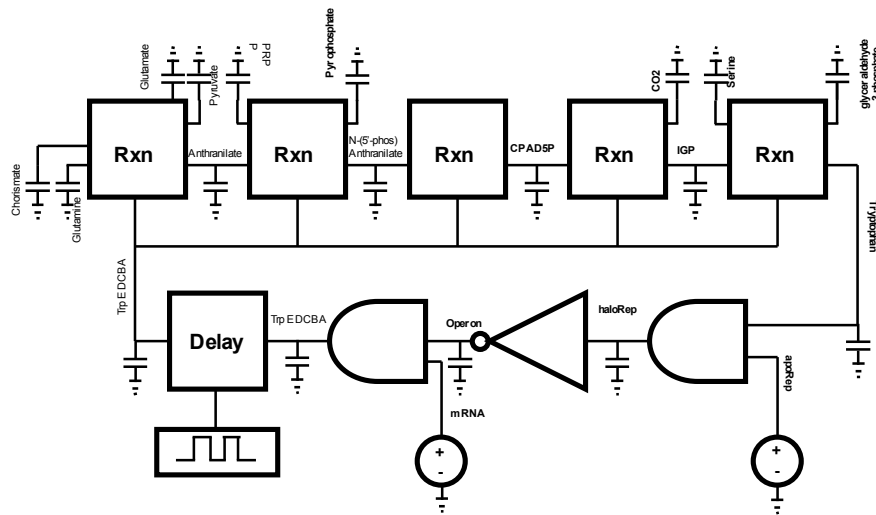 Glutamate
Pyruvate
PRP
P
Pyrophosphate
CO2
Serine
glyceraldehyde
3-phosphate
Rxn
Rxn
Rxn
Rxn
Rxn
Chorismate
Glutamine
Anthranilate
N-(5'-phos)
Anthranilate
CPAD5P
IGP
Tryptophan
Trp EDCBA
Delay
Trp EDCBA
Operon
haloRep
apoRep
mRNA
+
-
+
-